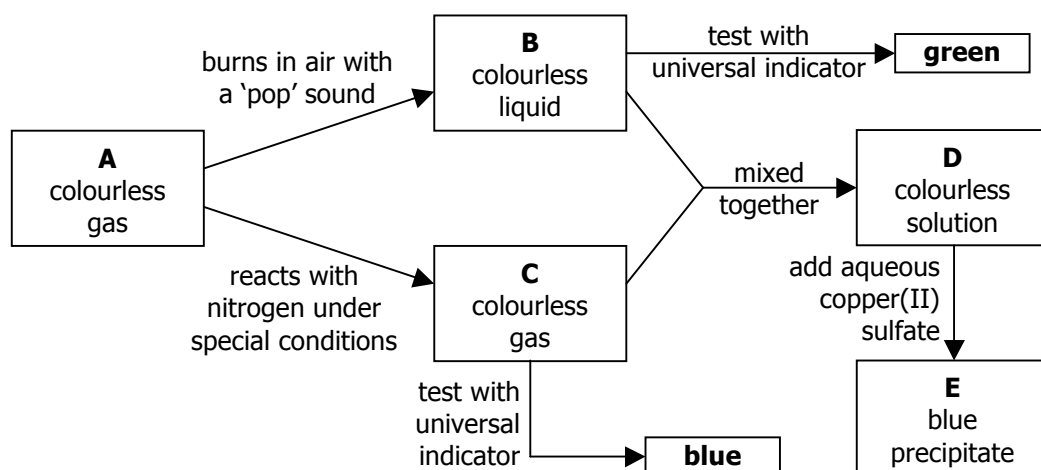 B
colourless
liquid
test with
universal indicator
green
burns in air with
a ‘pop’ sound
A
colourless
gas
mixed
together
D
colourless
solution
reacts with
nitrogen under
special conditions
C
colourless
gas
add aqueous
copper(II)
sulfate
test with
universal
indicator
blue
E
blue
precipitate